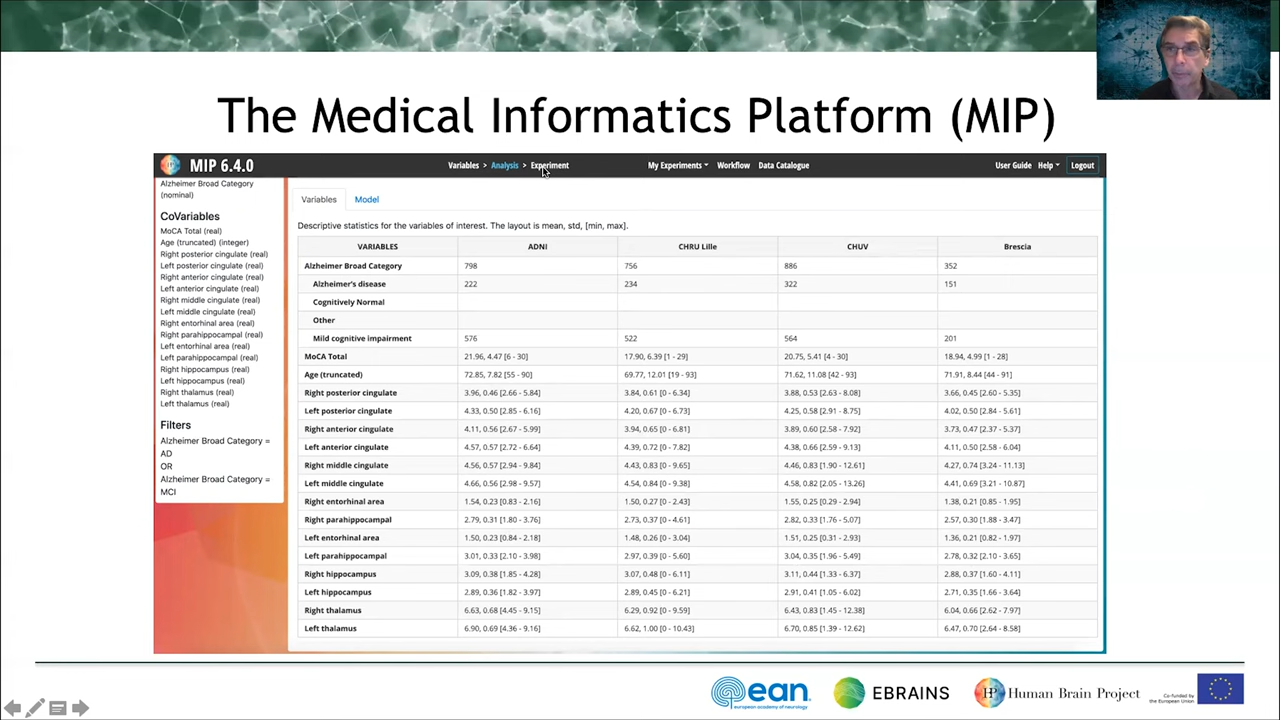 The Medical Informatics Platform (MIP)
MIP 6.4.0
Variables > Analysis > Experiment
My Experiments Workflow Data Catalogue
User Guide Help Logout
Alzheimer Broad Category
(nominal)
CoVariables
MoCA Total (real)
Age (truncated) (integer)
Right posterior cingulate (real)
Left posterior cingulate (real)
Right anterior cingulate (real)
Left anterior cingulate (real)
Right middle cingulate (real)
Left middle cingulate (real)
Right entorhinal area (real)
Right parahippocampal (real)
Left entorhinal area (real)
Left parahippocampal (real)
Right hippocampus (real)
Left hippocampus (real)
Right thalamus (real)
Left thalamus (real)
Filters
Alzheimer Broad Category =
AD
OR
Alzheimer Broad Category =
MCI
Variables Model
Descriptive statistics for the variables of interest. The layout is mean, std, [min, max].
VARIABLES ADNI CHRU Lille CHUV Brescia
Alzheimer Broad Category 798 756 886 352
Alzheimer's disease 222 234 322 151
Cognitively Normal
Other
Mild cognitive impairment 576 522 564 201
MoCA Total 21.96, 4.47 [6 - 30] 17.90, 6.39 [1 - 29] 20.75, 5.41 [4 - 30] 18.94, 4.99 [1 - 28]
Age (truncated) 72.85, 7.82 [55 - 90] 69.77, 12.01 [19 - 93] 71.62, 11.08 [42 - 93] 71.91, 8.44 [44 - 91]
Right posterior cingulate 3.96, 0.46 [2.66 - 5.84] 3.84, 0.61 [0 - 6.34] 3.88, 0.53 [2.63 - 8.08] 3.66, 0.45 [2.60 - 5.35]
Left posterior cingulate 4.33, 0.50 [2.85 - 6.16] 4.20, 0.67 [0 - 6.73] 4.25, 0.58 [2.91 - 8.75] 4.02, 0.50 [2.84 - 5.61]
Right anterior cingulate 4.11, 0.56 [2.67 - 5.99] 3.94, 0.65 [0 - 6.81] 3.89, 0.60 [2.58 - 7.92] 3.73, 0.47 [2.37 - 5.37]
Left anterior cingulate 4.57, 0.57 [2.72 - 6.64] 4.39, 0.72 [0 - 7.82] 4.38, 0.66 [2.59 - 9.13] 4.11, 0.50 [2.58 - 6.04]
Right middle cingulate 4.56, 0.57 [2.94 - 9.84] 4.43, 0.83 [0 - 9.65] 4.46, 0.83 [1.90 - 12.61] 4.27, 0.74 [3.24 - 11.13]
Left middle cingulate 4.66, 0.56 [2.98 - 9.57] 4.54, 0.84 [0 - 9.38] 4.58, 0.82 [2.05 - 13.26] 4.41, 0.69 [3.21 - 10.87]
Right entorhinal area 1.54, 0.23 [0.83 - 2.16] 1.50, 0.27 [0 - 2.43] 1.55, 0.25 [0.29 - 2.94] 1.38, 0.21 [0.85 - 1.95]
Right parahippocampal 2.79, 0.31 [1.80 - 3.76] 2.73, 0.37 [0 - 4.61] 2.82, 0.33 [1.76 - 5.07] 2.57, 0.30 [1.88 - 3.47]
Left entorhinal area 1.50, 0.23 [0.84 - 2.18] 1.48, 0.26 [0 - 3.04] 1.51, 0.25 [0.31 - 2.93] 1.36, 0.21 [0.82 - 1.97]
Left parahippocampal 3.01, 0.33 [2.10 - 3.98] 2.97, 0.39 [0 - 5.60] 3.04, 0.35 [1.96 - 5.49] 2.78, 0.32 [2.10 - 3.65]
Right hippocampus 3.09, 0.38 [1.85 - 4.28] 3.07, 0.48 [0 - 6.11] 3.11, 0.44 [1.33 - 6.37] 2.88, 0.37 [1.60 - 4.11]
Left hippocampus 2.89, 0.36 [1.82 - 3.97] 2.89, 0.45 [0 - 6.21] 2.91, 0.41 [1.05 - 6.02] 2.71, 0.35 [1.66 - 3.64]
Right thalamus 6.63, 0.68 [4.45 - 9.15] 6.29, 0.92 [0 - 9.59] 6.43, 0.83 [1.45 - 12.38] 6.04, 0.66 [2.62 - 7.97]
Left thalamus 6.90, 0.69 [4.36 - 9.16] 6.62, 1.00 [0 - 10.43] 6.70, 0.85 [1.39 - 12.62] 6.47, 0.70 [2.64 - 8.58]
ean
european academy of neurology
EBRAINS
Human Brain Project
Co-funded by
the European Union